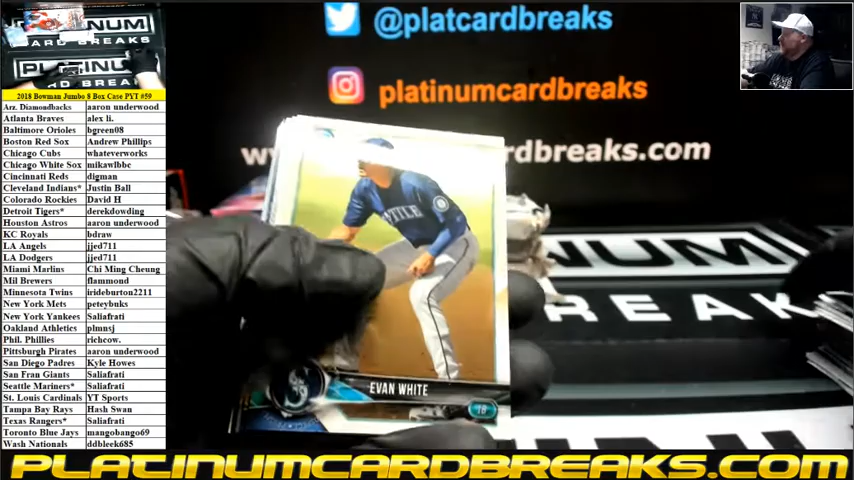 @platcardbreaks
platinumcardbreaks
dbreaks.com
PLATINUM
CARD BREAKS
2018 Bowman Jumbo 8 Box Case PYT #59
Arz. Diamondbacks aaron underwood
Atlanta Braves alex li.
Baltimore Orioles bgreen08
Boston Red Sox Andrew Phillips
Chicago Cubs whateverworks
Chicago White Sox mikawlbbc
Cincinnati Reds digman
Cleveland Indians* Justin Ball
Colorado Rockies David H
Detroit Tigers* derekdowding
Houston Astros aaron underwood
KC Royals bdraw
LA Angels jjed711
LA Dodgers jjed711
Miami Marlins Chi Ming Cheung
Mil Brewers flammond
Minnesota Twins irideburton2211
New York Mets peteybuks
New York Yankees Saliafrati
Oakland Athletics plmnsj
Phil. Phillies richcow.
Pittsburgh Pirates aaron underwood
San Diego Padres Kyle Howes
San Fran Giants Saliafrati
Seattle Mariners* Saliafrati
St. Louis Cardinals YT Sports
Tampa Bay Rays Hash Swan
Texas Rangers* Saliafrati
Toronto Blue Jays mangobango69
Wash Nationals ddbleek685
EVAN WHITE
18
NUM
BREAK
PLATINUMCARDBREAKS.COM